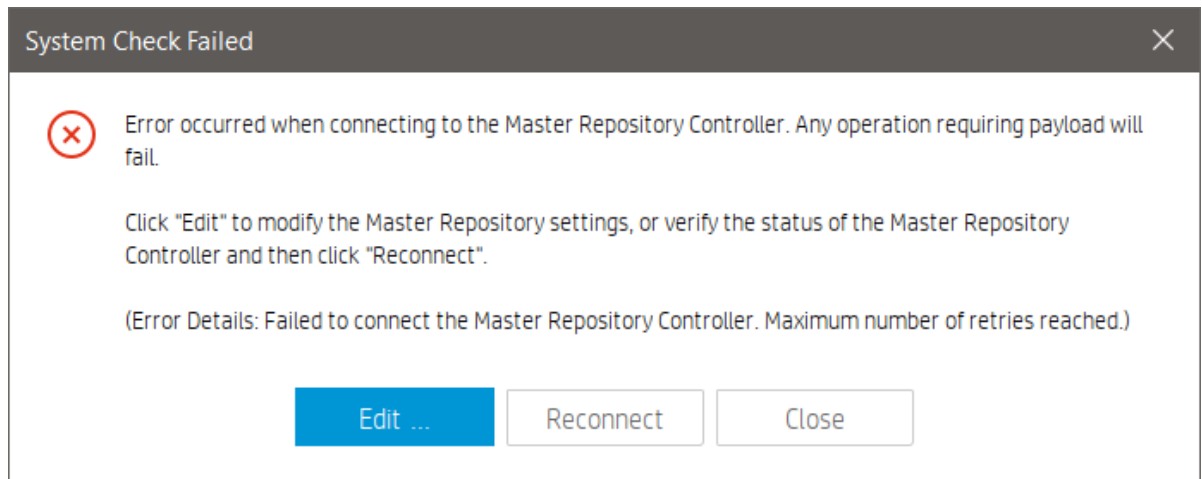 System Check Failed
Error occurred when connecting to the Master Repository Controller. Any operation requiring payload will
fail.
Click "Edit" to modify the Master Repository settings, or verify the status of the Master Repository
Controller and then click "Reconnect".
(Error Details: Failed to connect the Master Repository Controller. Maximum number of retries reached.)
Edit ...
Reconnect
Close